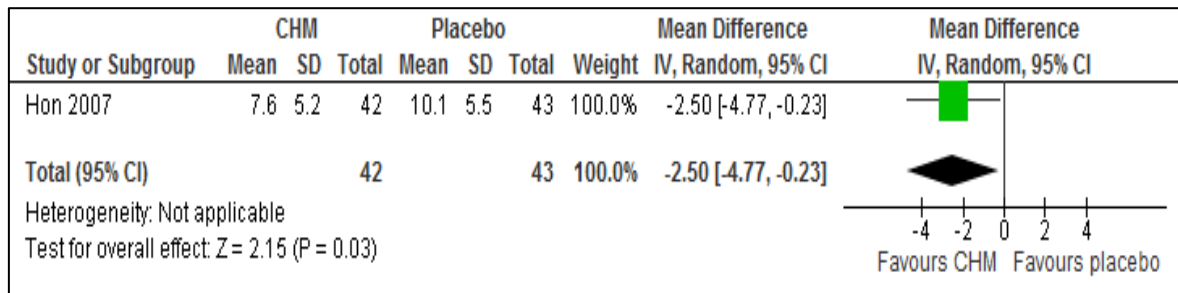 CHM Placebo Mean Difference Mean Difference
Study or Subgroup Mean SD Total Mean SD Total Weight IV, Random, 95% CI IV, Random, 95% CI
Hon 2007 7.6 5.2 42 10.1 5.5 43 100.0% -2.50 [-4.77, -0.23]
Total (95% CI) 42 43 100.0% -2.50 [-4.77, -0.23]
Heterogeneity: Not applicable
Test for overall effect: Z = 2.15 (P = 0.03)
-4 -2 0 2 4
Favours CHM Favours placebo